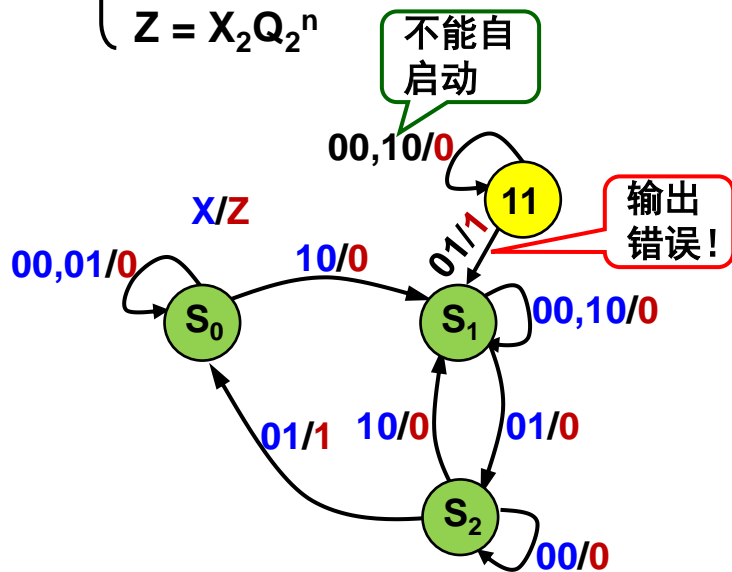 Z = X₂Q₂ⁿ
不能自
启动
00,10/0
11
X/Z
输出
错误！
01/1
00,01/0
10/0
S₀
S₁
00,10/0
01/1
10/0
01/0
S₂
00/0